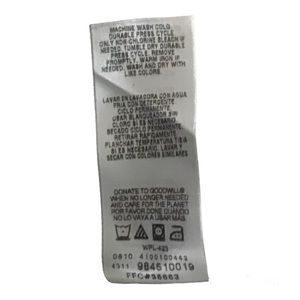 MACHINE WASH COLD
DURABLE PRESS CYCLE
ONLY NON-CHLORINE BLEACH IF
NEEDED. TUMBLE DRY DURABLE
PRESS CYCLE. REMOVE
PROMPTLY. WARM IRON IF
NEEDED. WASH AND DRY WITH
LIKE COLORS.
LAVAR EN LAVADORA CON AGUA
FRIA CON DETERGENTE
CICLO PERMANENTE
USAR BLANQUEADOR SIN
CLORO SI ES NECESARIO
SECADO CICLO PERMANENTE
RETIRAR RAPIDAMENTE
PLANCHAR TEMPERATURA TIBIA
SI ES NECESARIO. LAVAR Y
SECAR CON COLORES SIMILARES
DONATE TO GOODWILL®
WHEN NO LONGER NEEDED
AND CARE FOR THE PLANET
POR FAVOR DONE CUANDO
NO LO VAYA A USAR MÁS
WPL-423
0810 4100100443
4311 984610019